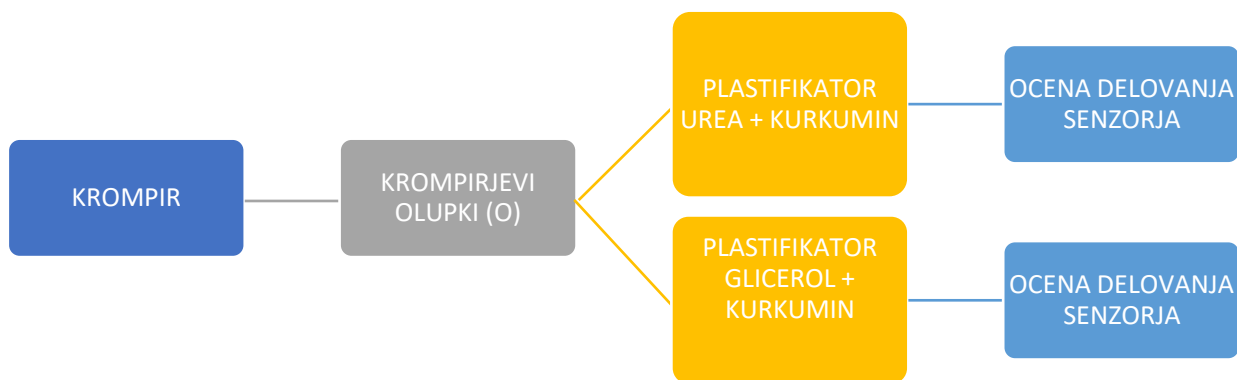 KROMPIR
KROMPIRJEVI
OLUPKI (O)
PLASTIFIKATOR
UREA + KURKUMIN
OCENA DELOVANJA
SENZORJA
PLASTIFIKATOR
GLICEROL +
KURKUMIN
OCENA DELOVANJA
SENZORJA